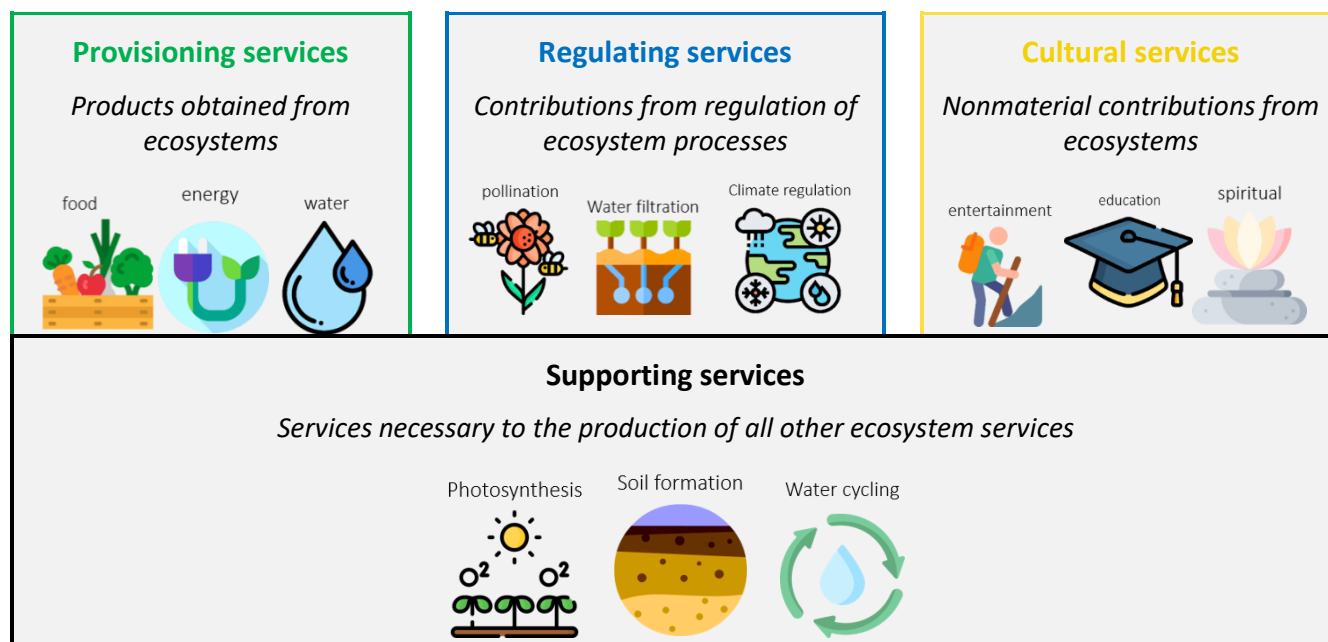 Provisioning services
Products obtained from
ecosystems
food
energy
water
Regulating services
Contributions from regulation of
ecosystem processes
pollination
Water filtration
Climate regulation
Cultural services
Nonmaterial contributions from
ecosystems
entertainment
education
spiritual
Supporting services
Services necessary to the production of all other ecosystem services
Photosynthesis
Soil formation
Water cycling
O2 O2